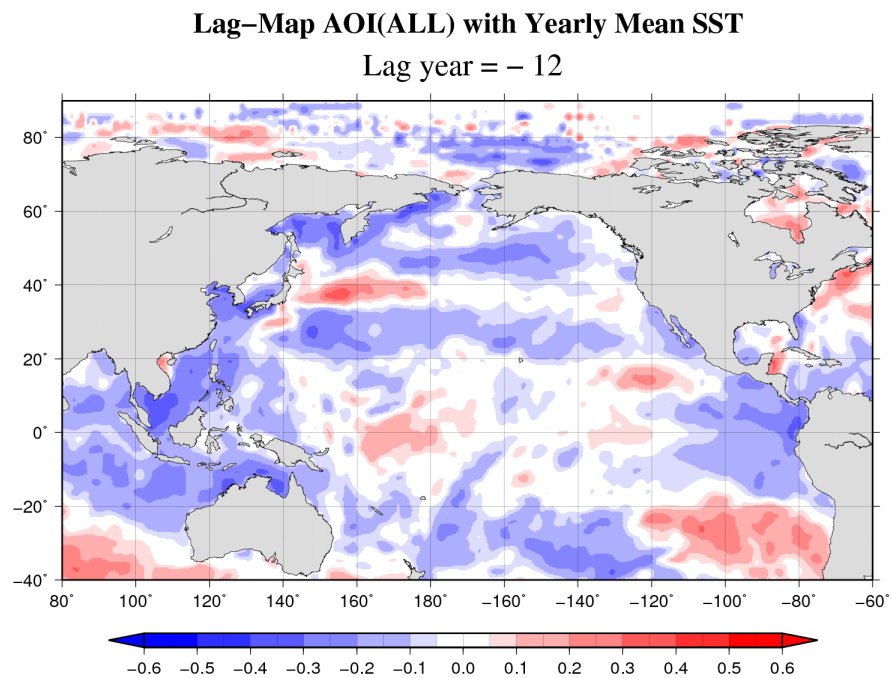 Lag−Map AOI(ALL) with Yearly Mean SST
Lag year = − 12
80˚
60˚
40˚
20˚
0˚
−20˚
−40˚
80 100 120 140 160 180 −160˚ −140˚ −120˚ −100˚ −80˚ −60˚
−0.6 −0.5 −0.4 −0.3 −0.2 −0.1 0.0 0.1 0.2 0.3 0.4 0.5 0.6